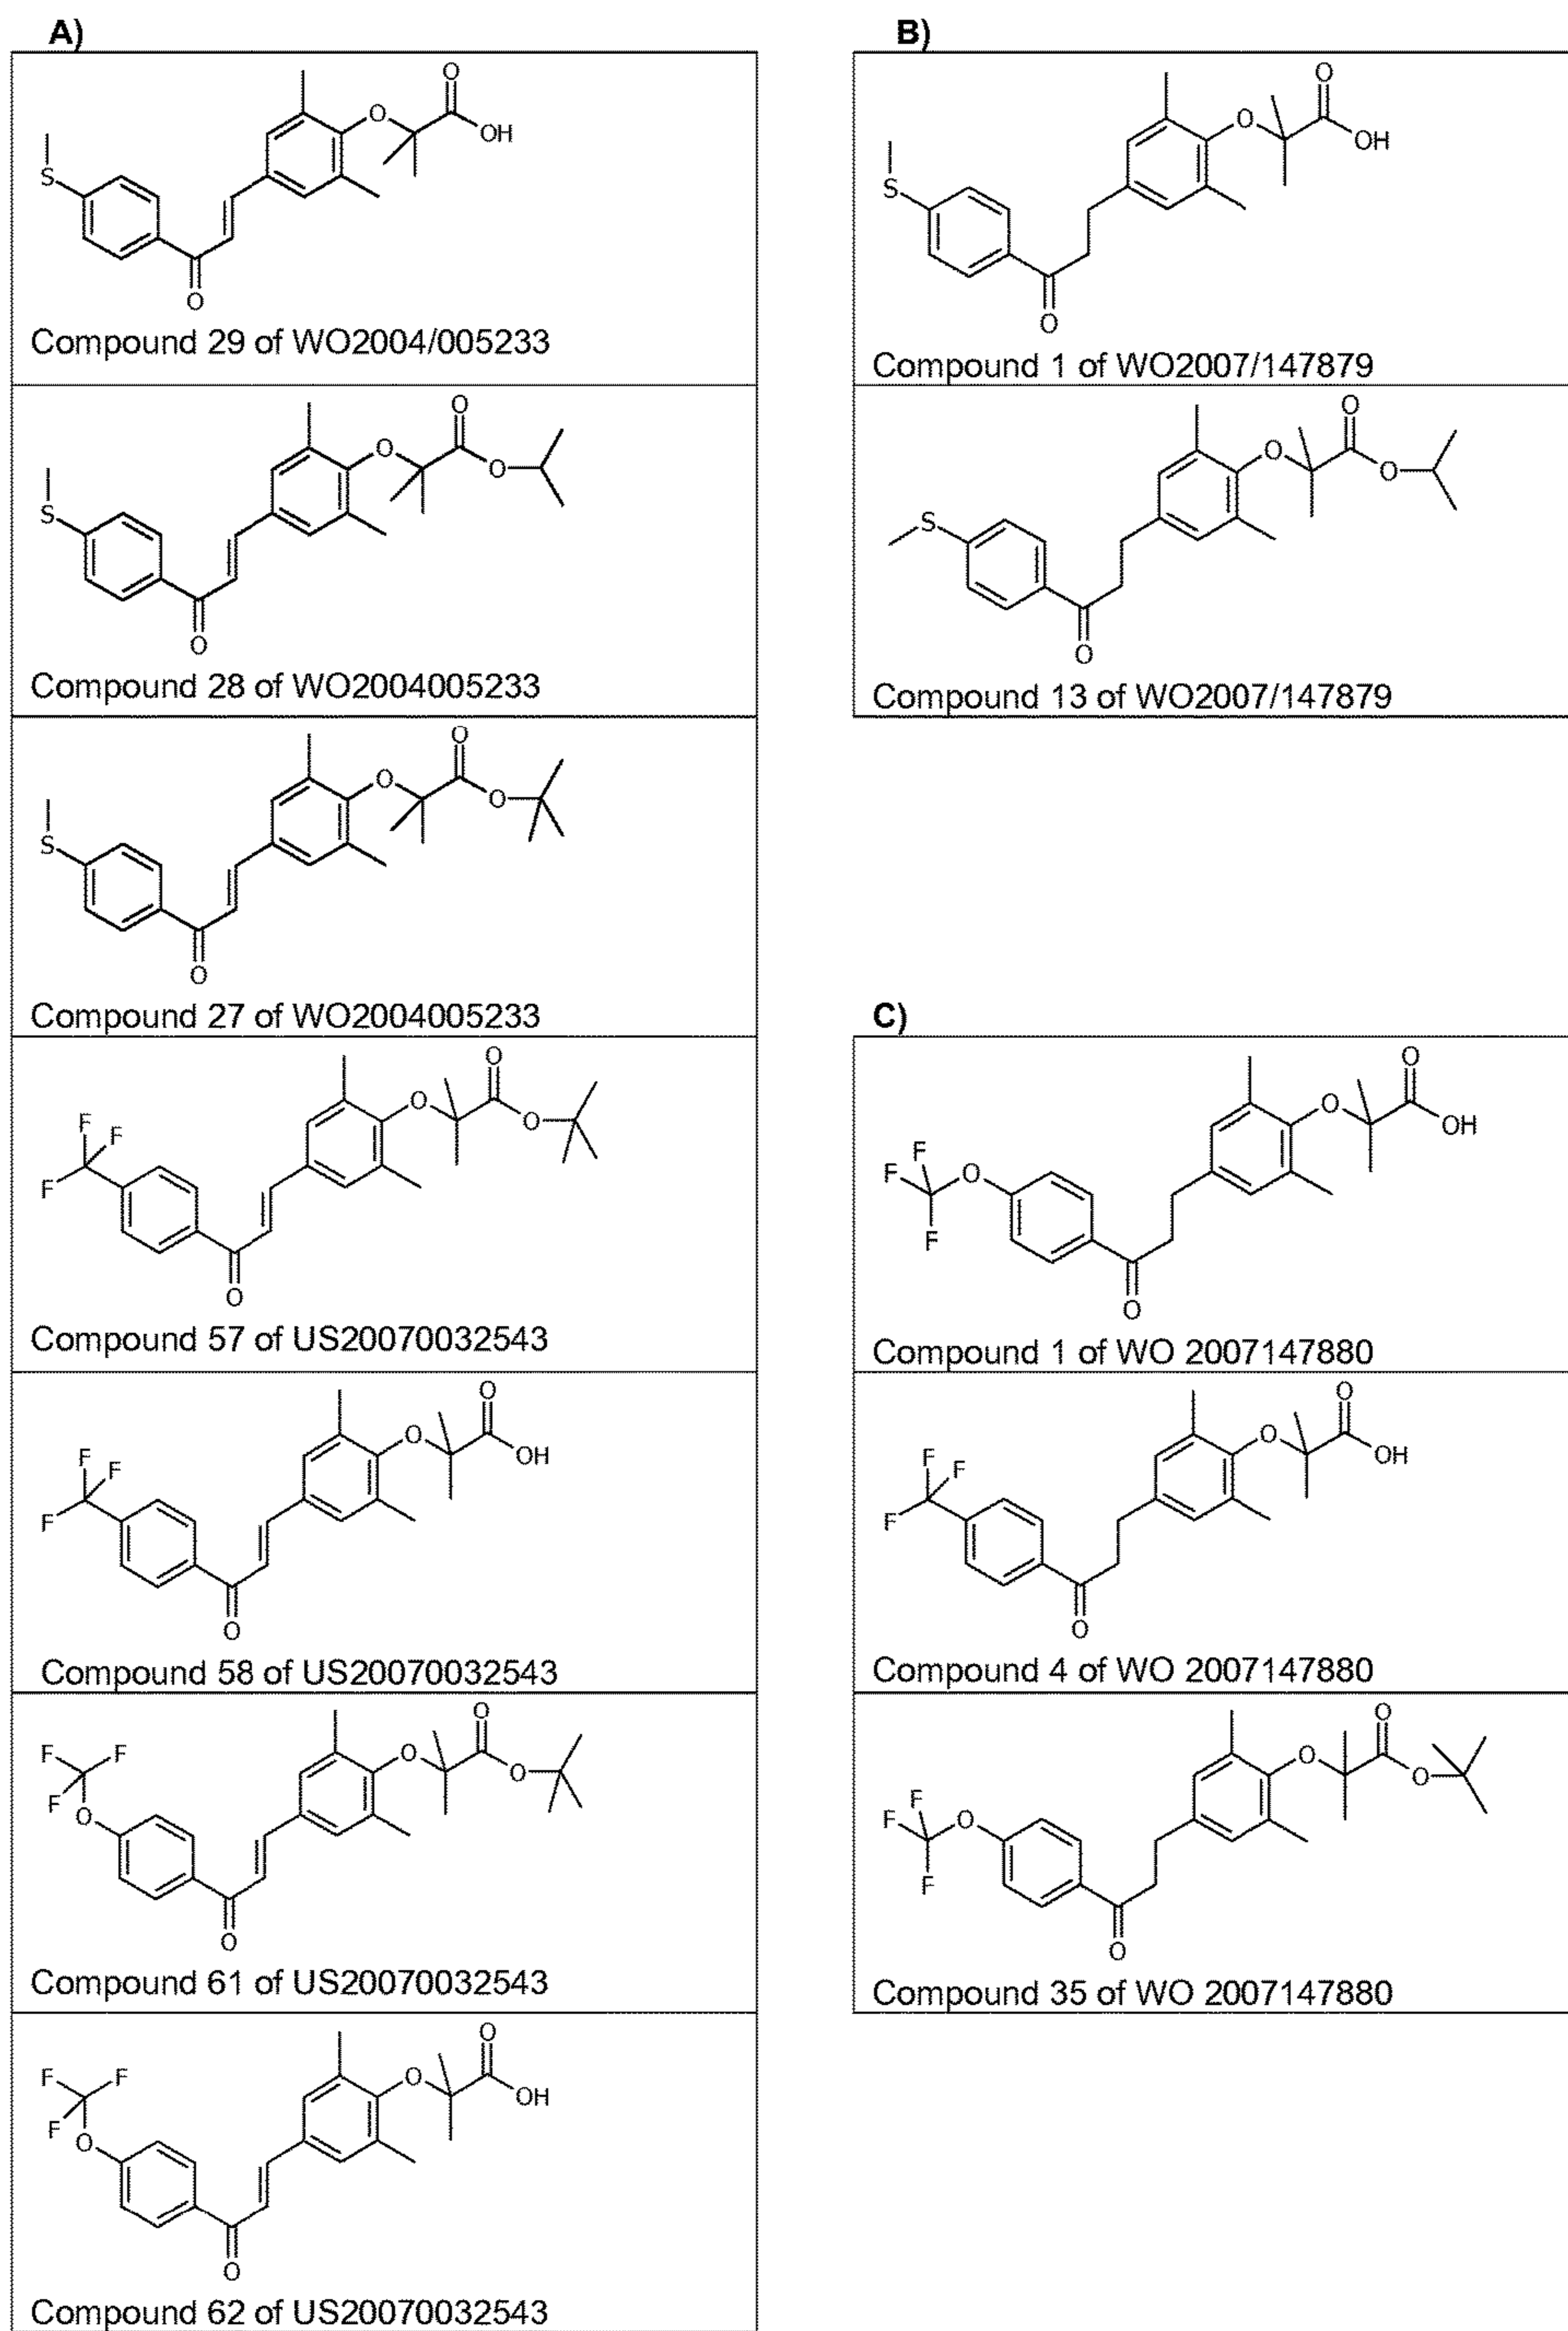 A)
Compound 29 of WO2004/005233
Compound 28 of WO2004005233
Compound 27 of WO2004005233
Compound 57 of US20070032543
Compound 58 of US20070032543
Compound 61 of US20070032543
Compound 62 of US20070032543
B)
Compound 1 of WO2007/147879
Compound 13 of WO2007/147879
C)
Compound 1 of WO 2007147880
Compound 4 of WO 2007147880
Compound 35 of WO 2007147880